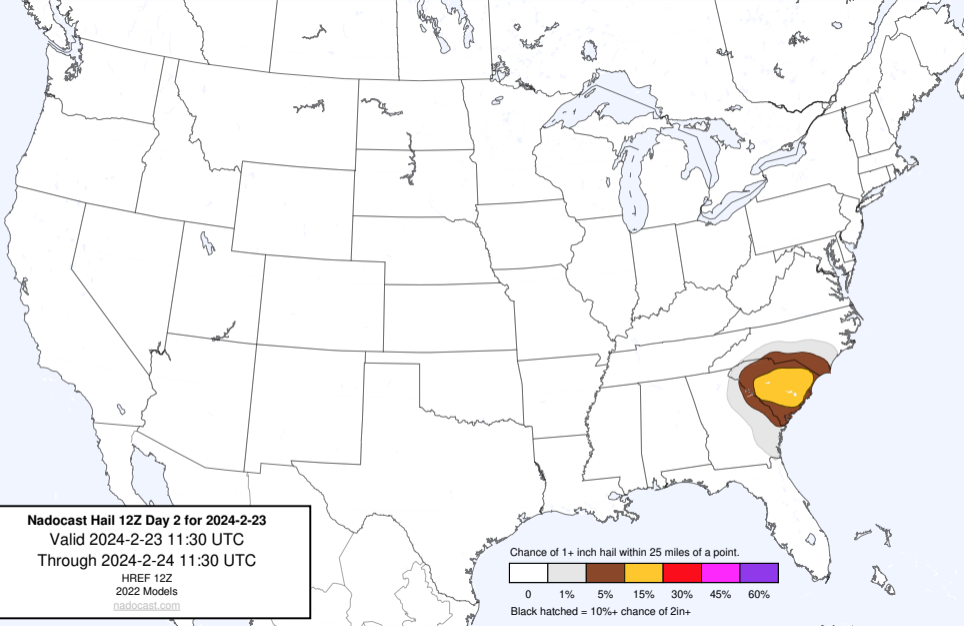 Nadocast Hail 12Z Day 2 for 2024-2-23
Valid 2024-2-23 11:30 UTC
Through 2024-2-24 11:30 UTC
HREF 12Z
2022 Models
nadocast.com
Chance of 1+ inch hail within 25 miles of a point.
0 1% 5% 15% 30% 45% 60%
Black hatched = 10%+ chance of 2in+